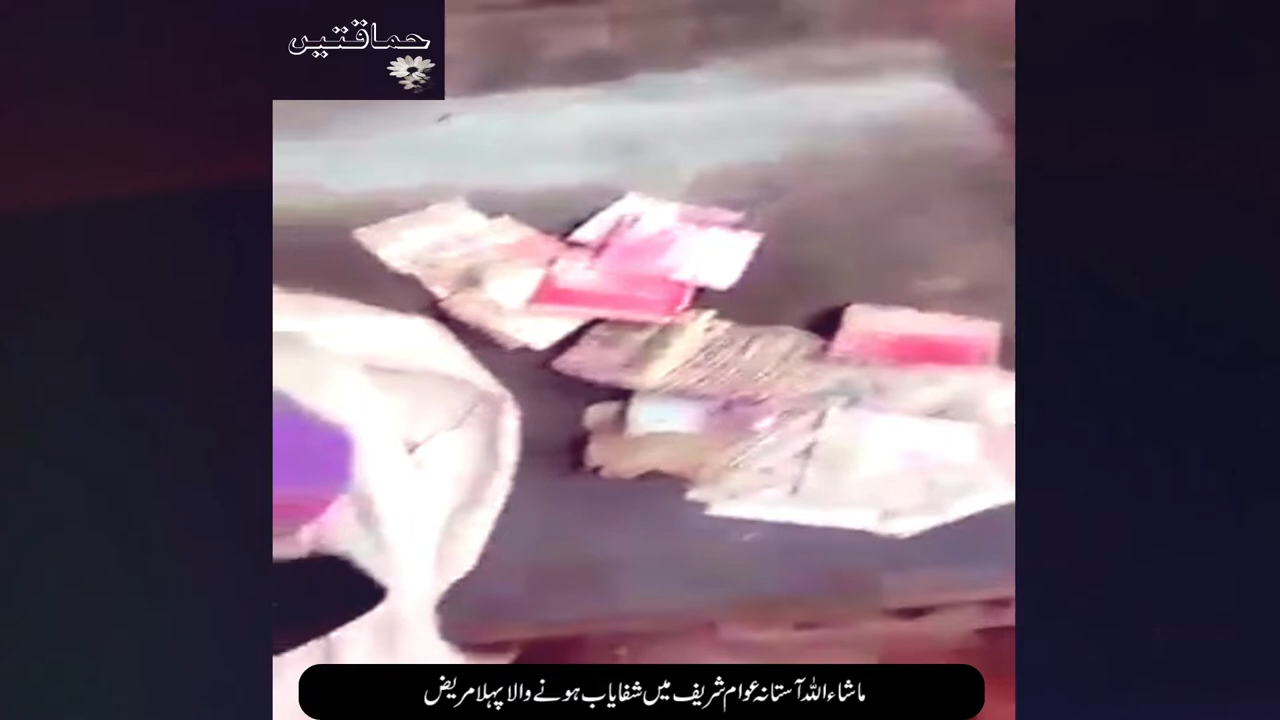 حماقتیں
ماشاءاللہ آستانہ عوام شریف میں شفایاب ہونے والا پہلا مریض